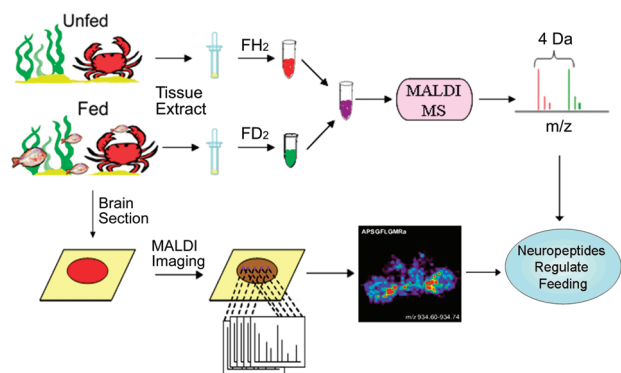 Unfed
FH2
Tissue
Extract
Fed
FD2
MALDI
MS
4 Da
m/z
Brain
Section
MALDI
Imaging
APSGFLGMRa
m/z 934.60-934.74
Neuropeptides
Regulate
Feeding